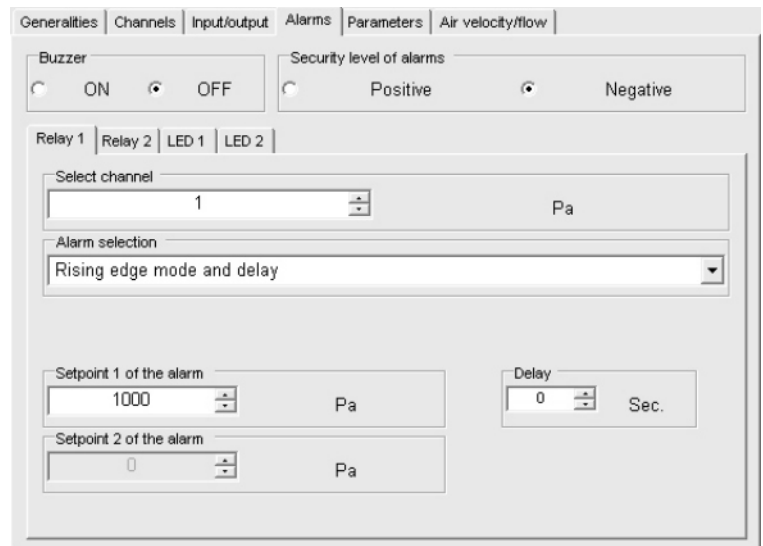 Generalities Channels Input/output Alarms Parameters Air velocity/flow
Buzzer Security level of alarms
ON OFF Positive Negative
Relay 1 Relay 2 LED 1 LED 2
Select channel
1 Pa
Alarm selection
Rising edge mode and delay
Setpoint 1 of the alarm Delay
1000 Pa 0 Sec.
Setpoint 2 of the alarm
0 Pa